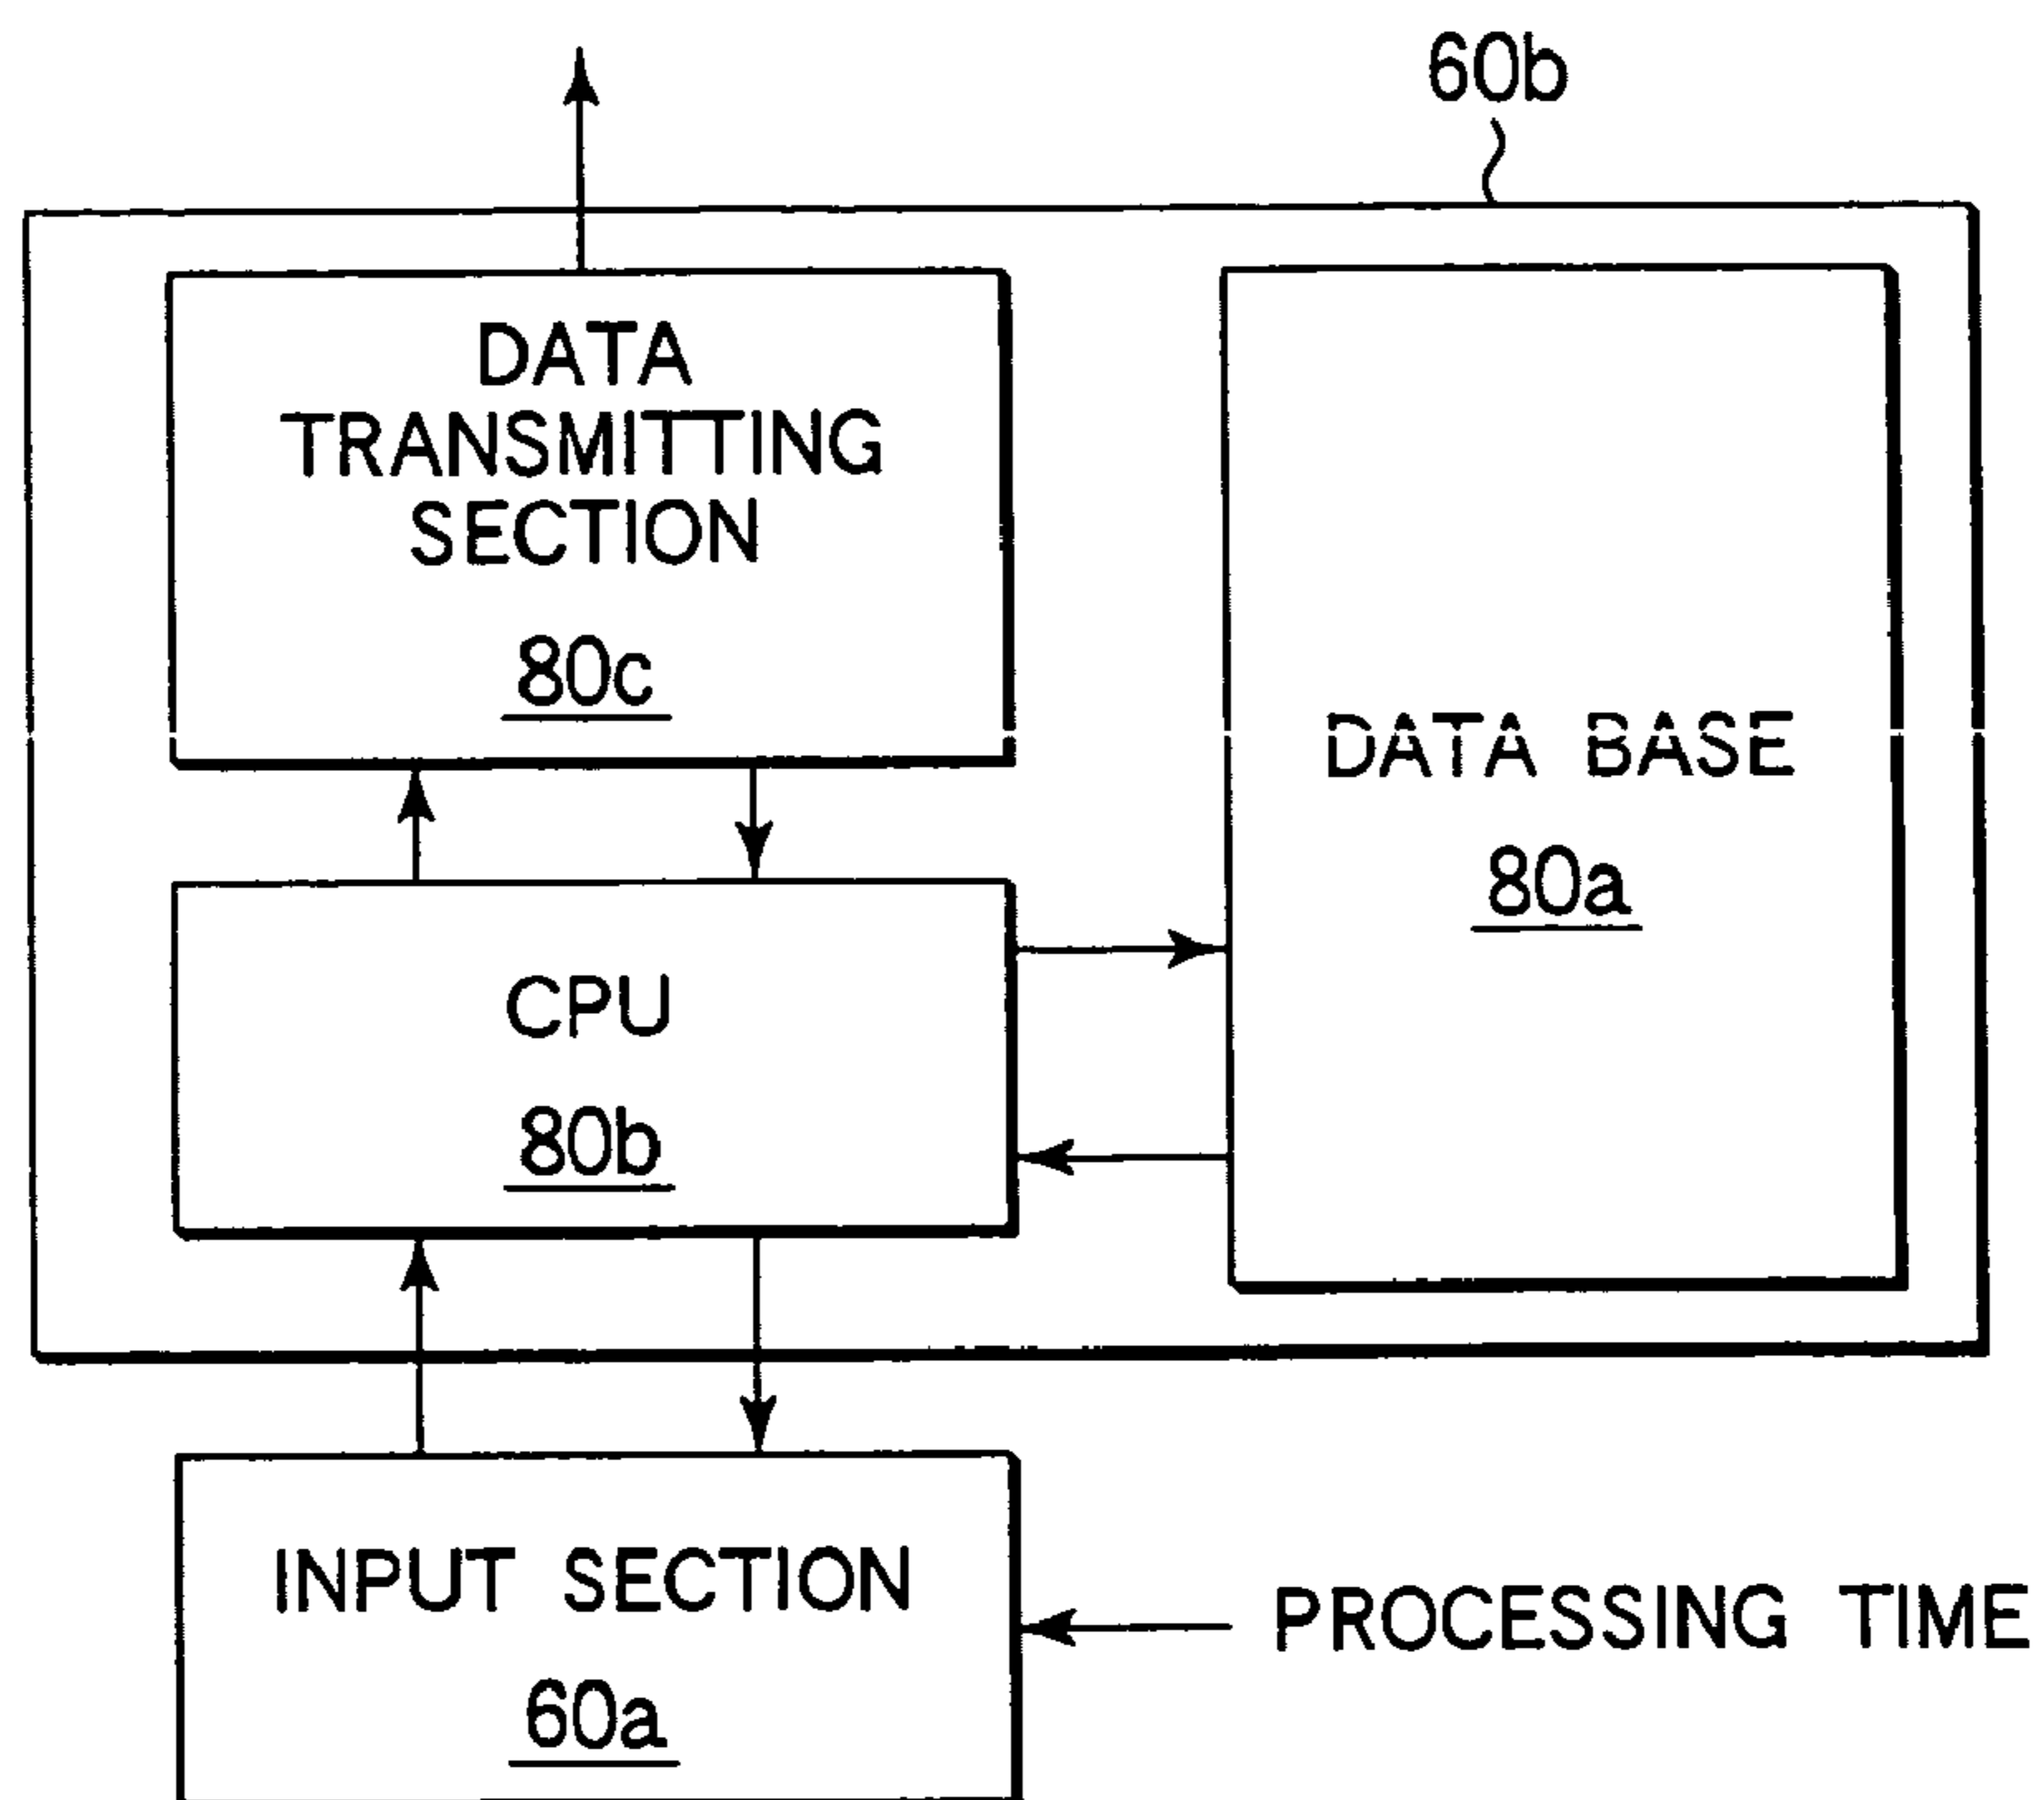 60b
DATA
TRANSMITTING
SECTION
80c
DATA BASE
80a
CPU
80b
INPUT SECTION
60a
PROCESSING TIME